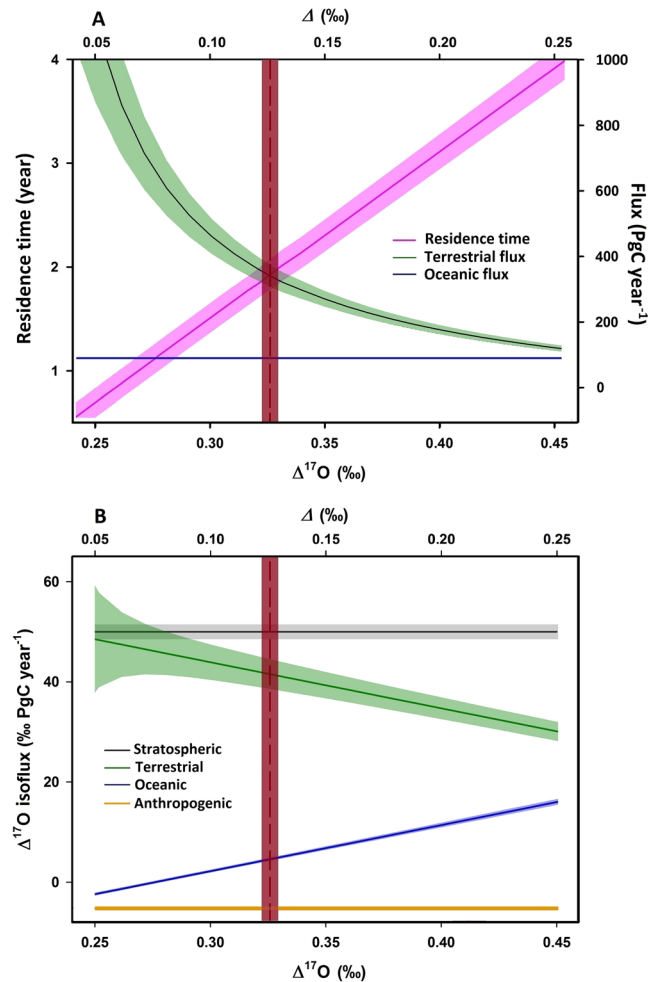 A
Δ (‰)
0.05 0.10 0.15 0.20 0.25
4 3 2 1
Residence time (year)
1000 800 600 400 200 0
Flux (PgC year⁻¹)
Residence time
Terrestrial flux
Oceanic flux
0.25 0.30 0.35 0.40 0.45
Δ¹⁷O (‰)
B
Δ (‰)
0.05 0.10 0.15 0.20 0.25
60 40 20 0
Δ¹⁷O isoflux (‰ PgC year⁻¹)
Stratospheric
Terrestrial
Oceanic
Anthropogenic
0.25 0.30 0.35 0.40 0.45
Δ¹⁷O (‰)